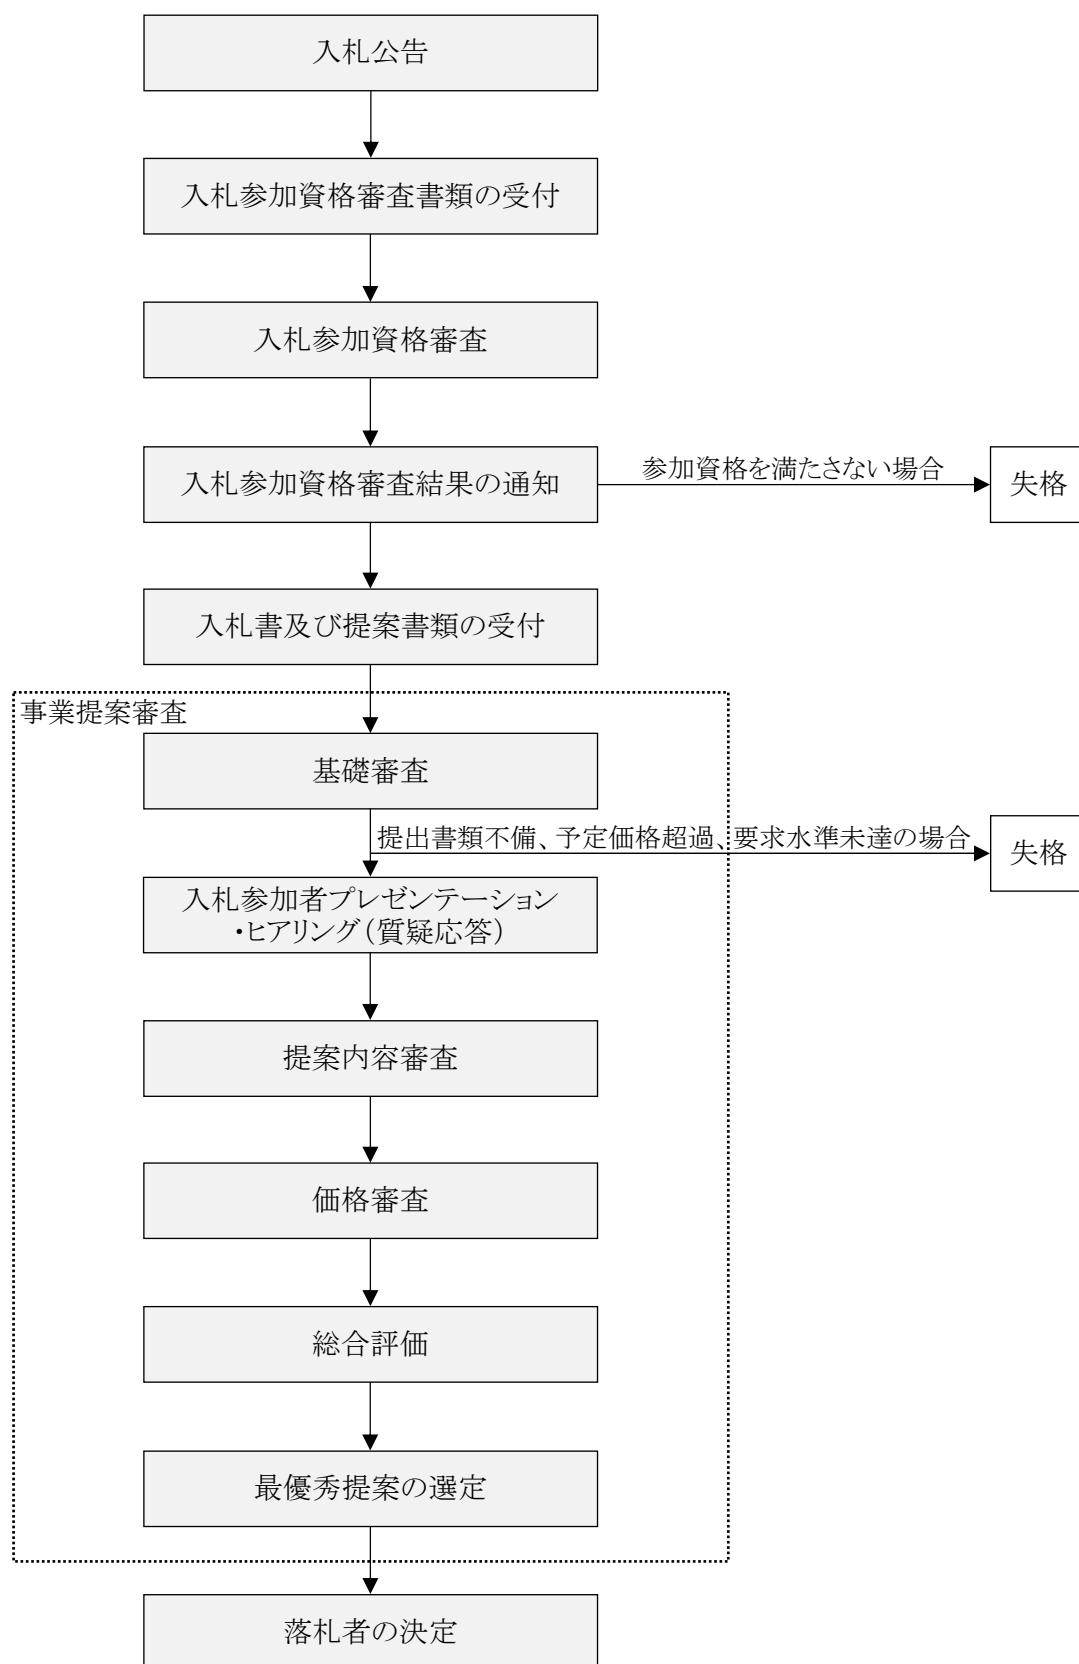 入札公告
入札参加資格審査書類の受付
入札参加資格審査
入札参加資格審査結果の通知
参加資格を満たさない場合
失格
入札書及び提案書類の受付
事業提案審査
基礎審査
提出書類不備、予定価格超過、要求水準未達の場合
失格
入札参加者プレゼンテーション
・ヒアリング（質疑応答）
提案内容審査
価格審査
総合評価
最優秀提案の選定
落札者の決定